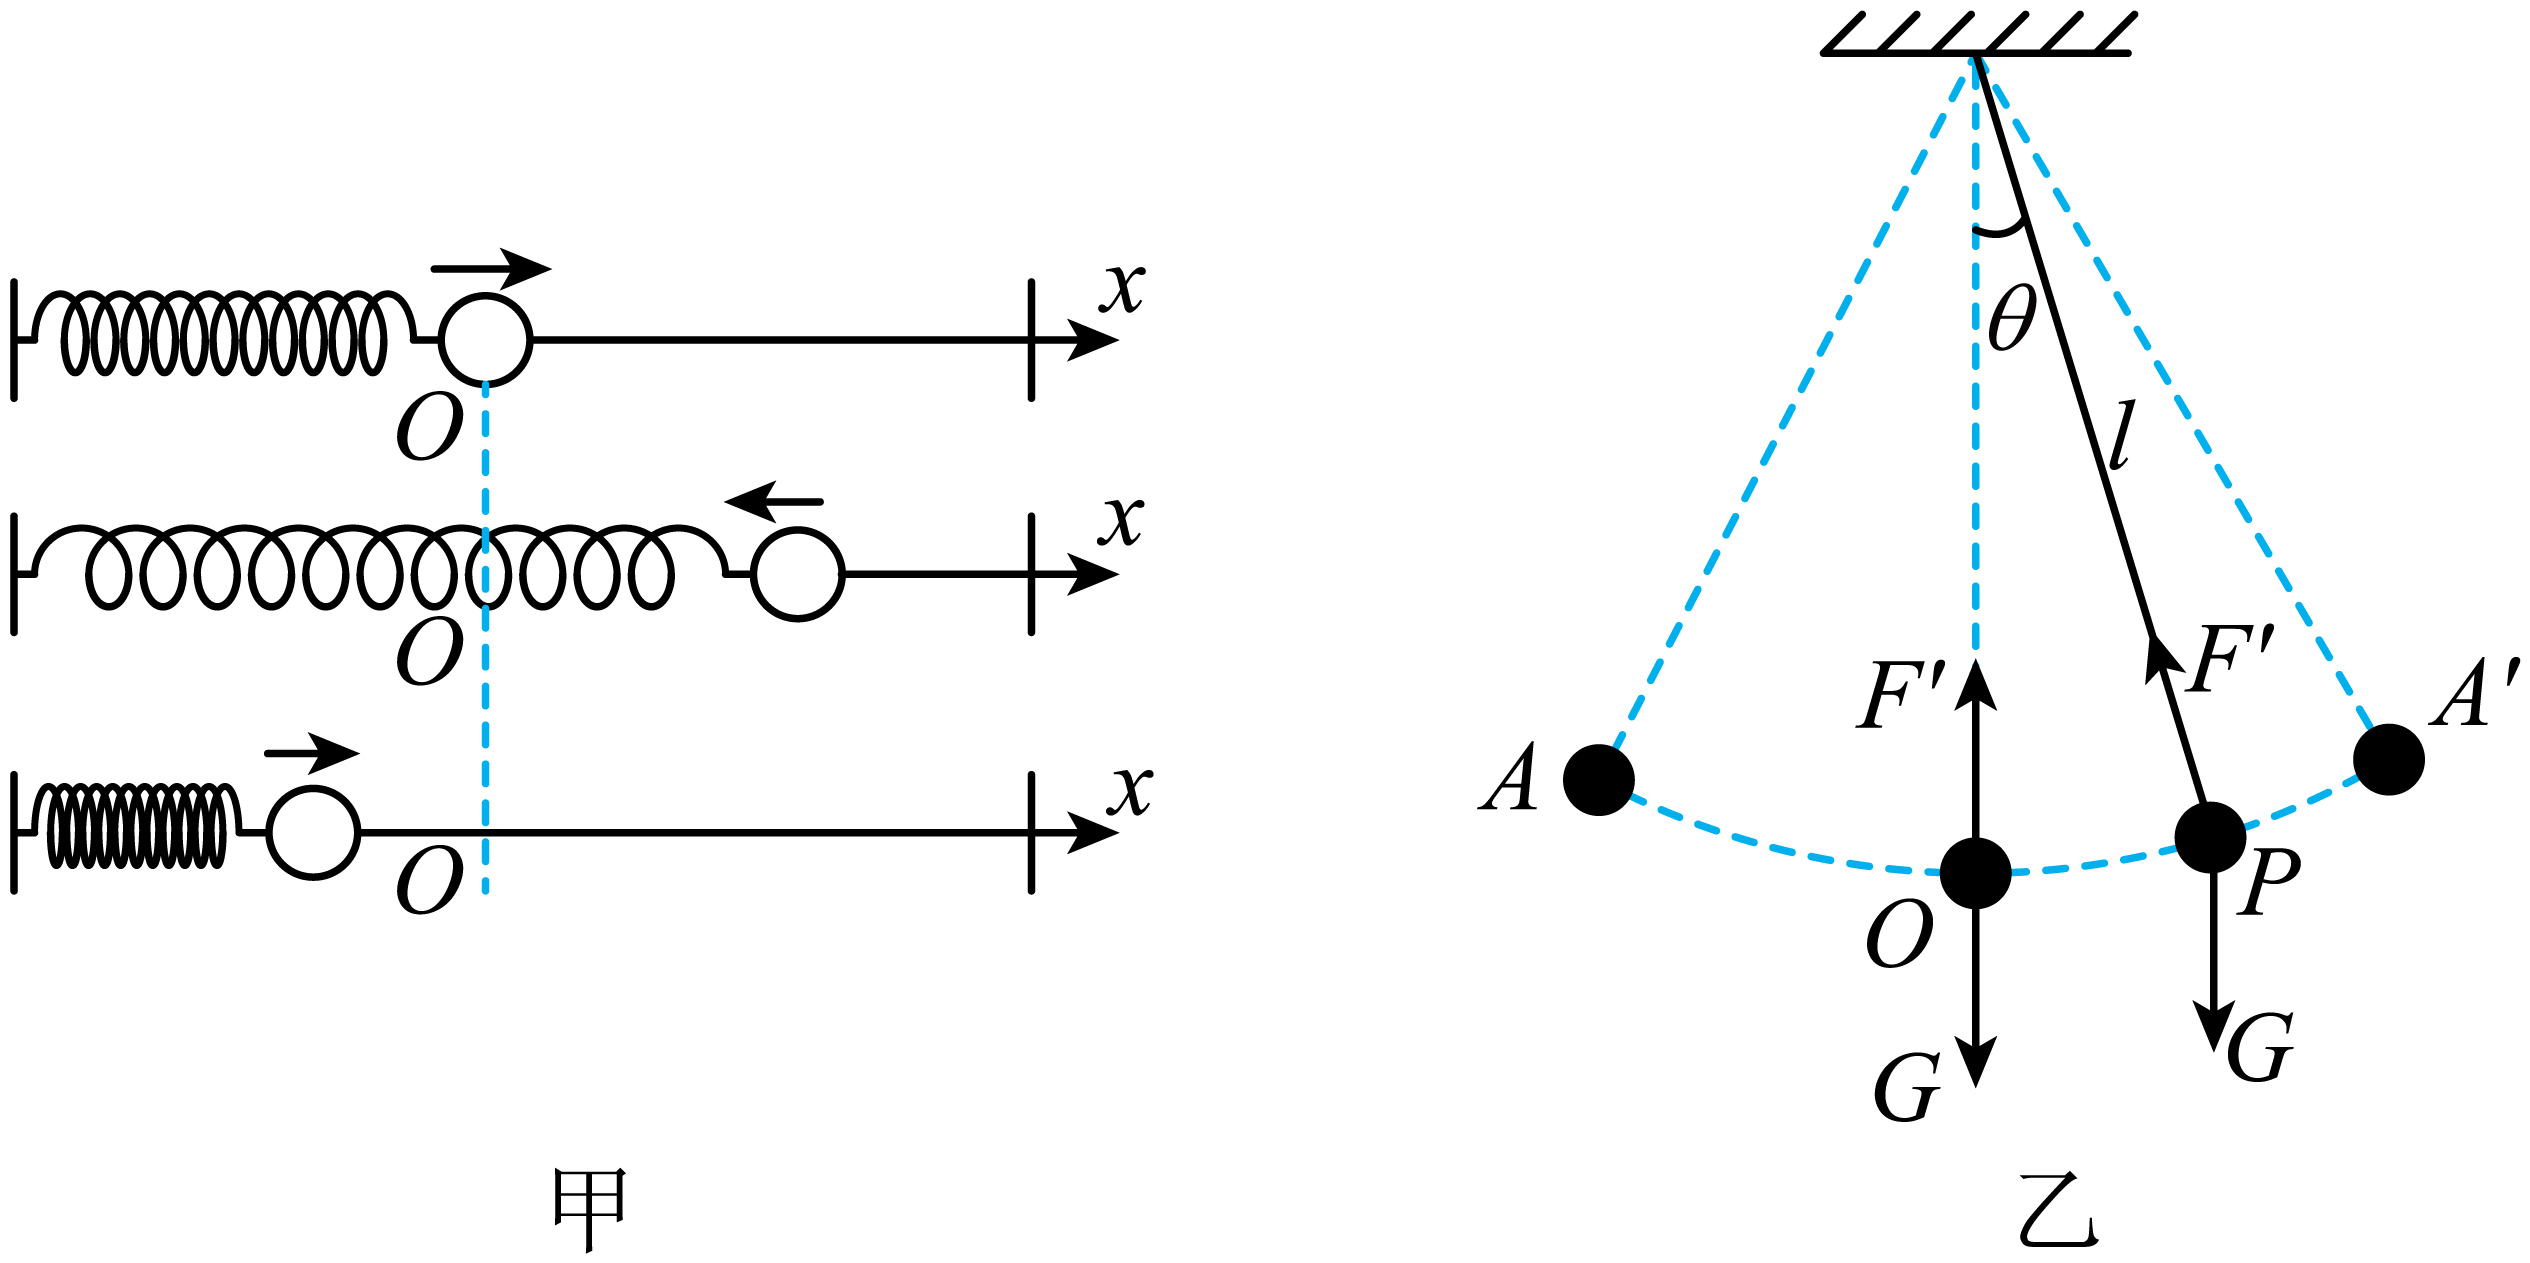 x
O
x
O
x
O
甲
θ
l
F′
F′
A
A′
O
P
G
G
乙